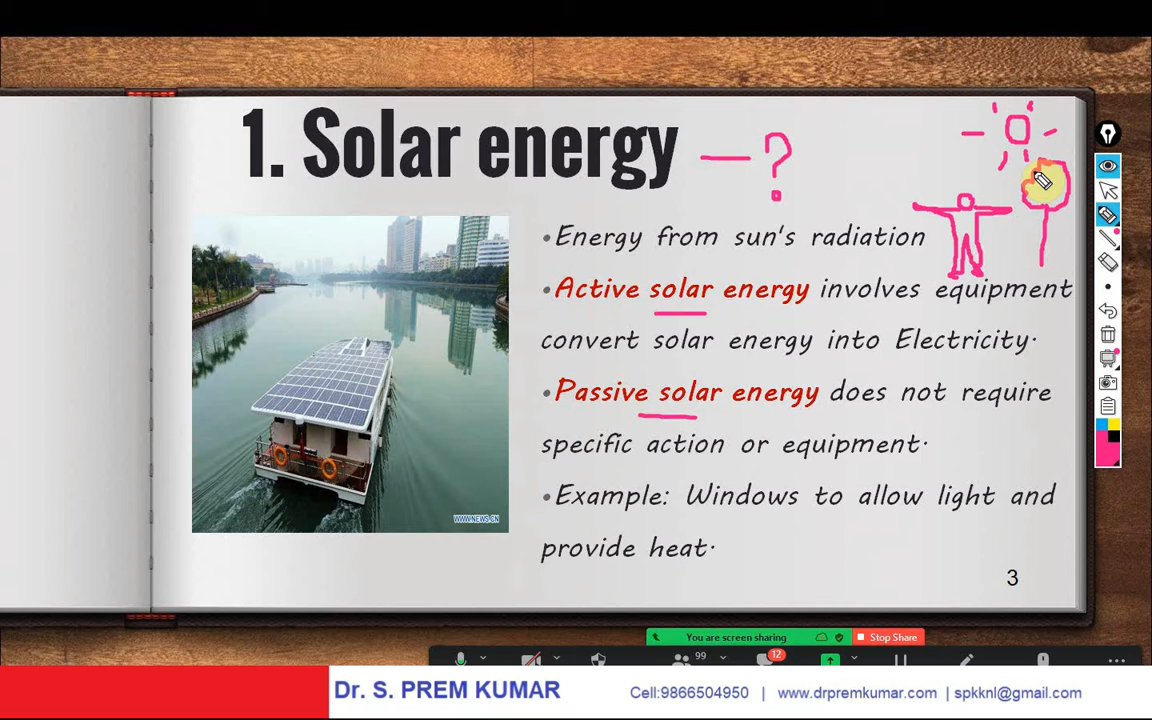 1. Solar energy – ?
•Energy from sun's radiation
•Active solar energy involves equipment
convert solar energy into Electricity.
•Passive solar energy does not require
specific action or equipment.
•Example: Windows to allow light and
provide heat.
WWW.NEWS.CN
3
You are screen sharing
Stop Share
99
12
Dr. S. PREM KUMAR
Cell:9866504950 | www.drpremkumar.com | spkknl@gmail.com